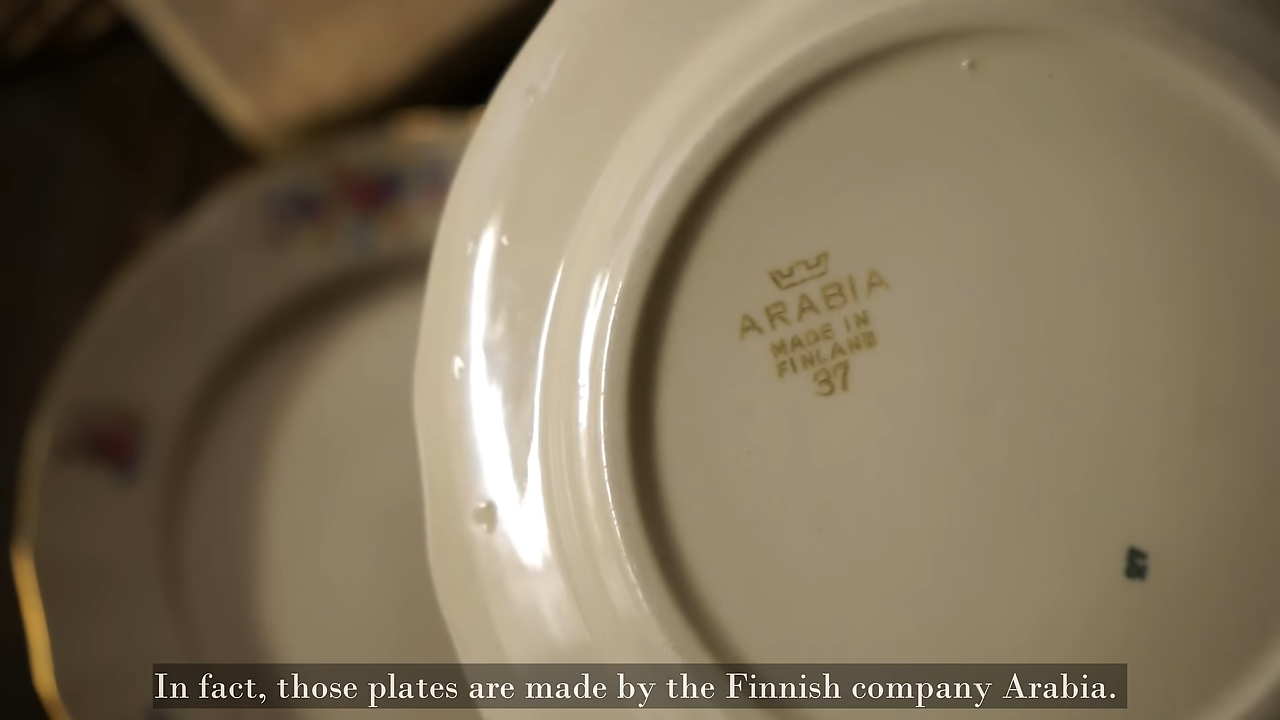 ARABIA
MADE IN
FINLAND
37
In fact, those plates are made by the Finnish company Arabia.